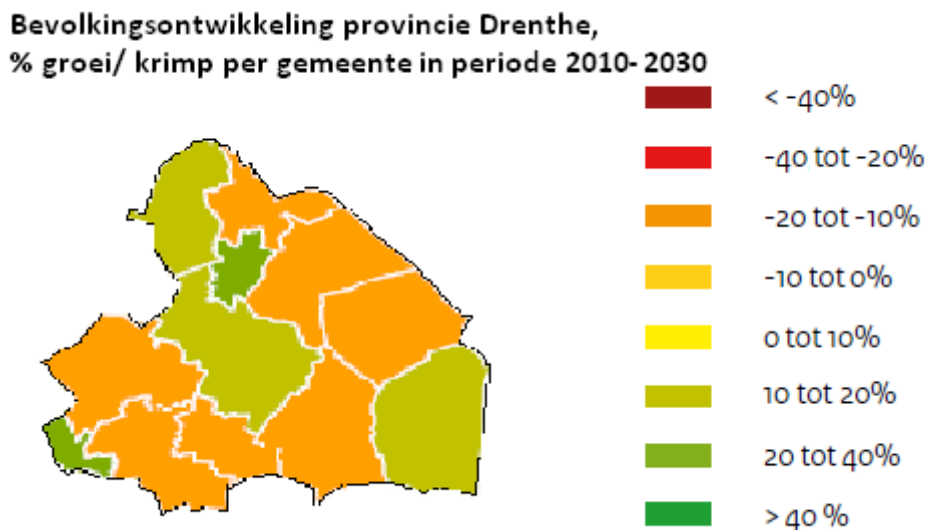 Bevolkingsontwikkeling provincie Drenthe,
% groei/ krimp per gemeente in periode 2010- 2030
< -40%
-40 tot -20%
-20 tot -10%
-10 tot 0%
0 tot 10%
10 tot 20%
20 tot 40%
> 40 %